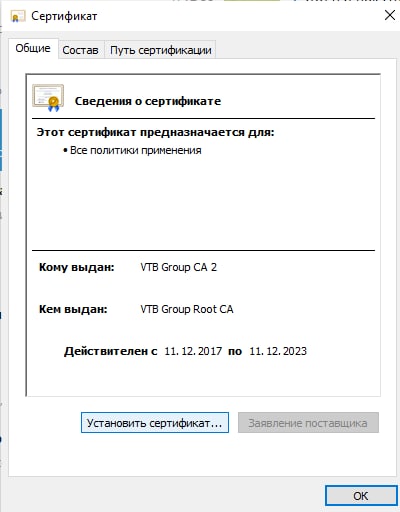 Сертификат
Общие Состав Путь сертификации
Сведения о сертификате
Этот сертификат предназначается для:
• Все политики применения
Кому выдан: VTB Group CA 2
Кем выдан: VTB Group Root CA
Действителен с 11. 12. 2017 по 11. 12. 2023
Установить сертификат... Заявление поставщика
ОК